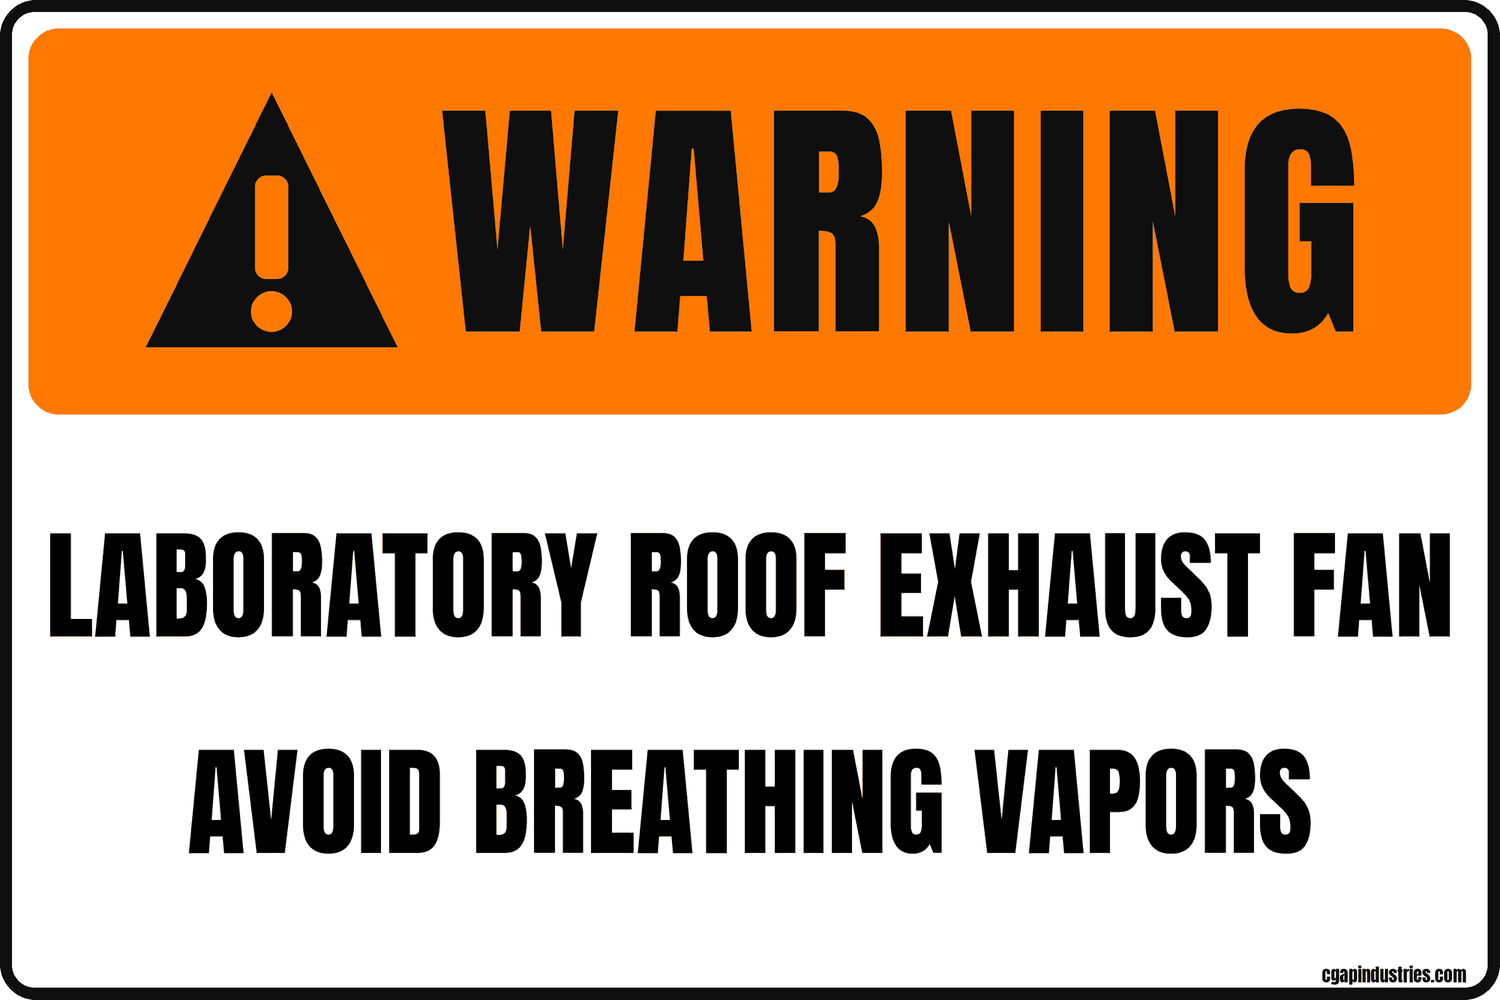 WARNING
LABORATORY ROOF EXHAUST FAN
AVOID BREATHING VAPORS
cgapindustries.com